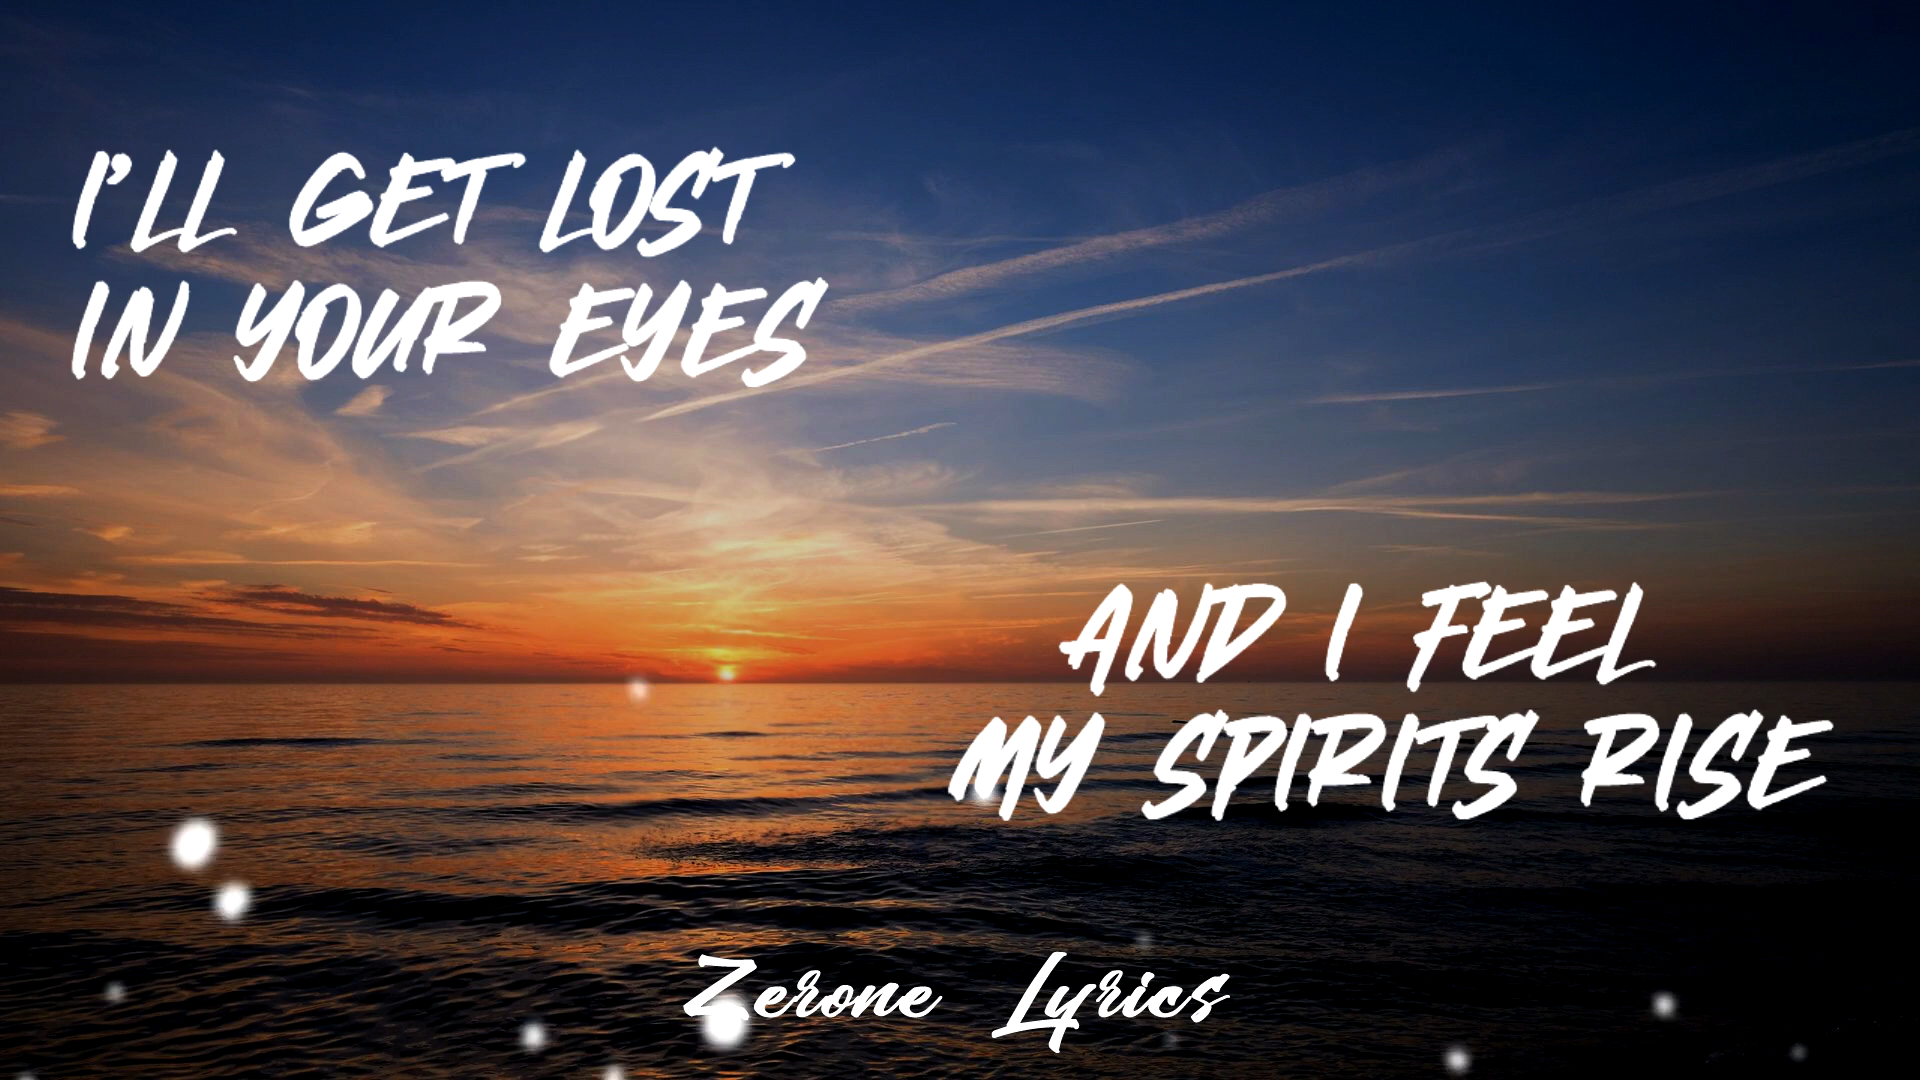 I'LL GET LOST
IN YOUR EYES
AND I FEEL
MY SPIRITS RISE
Zerone Lyrics